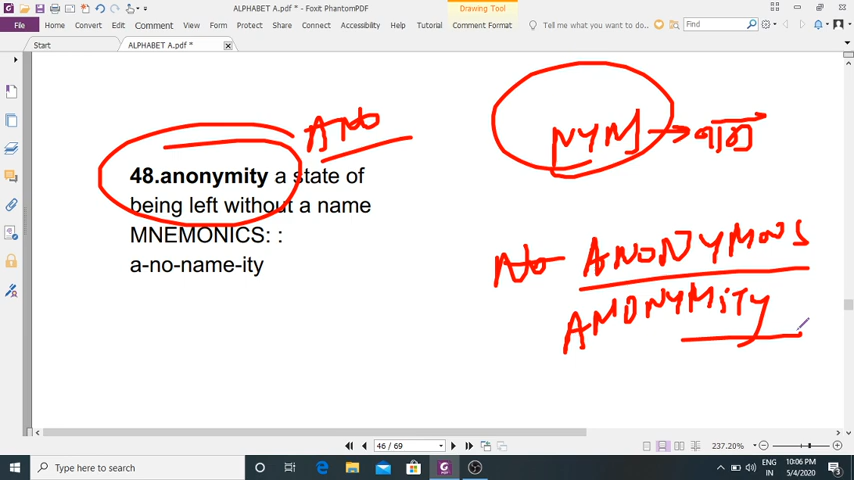 ALPHABET A.pdf * - Foxit PhantomPDF
Drawing Tool
File Home Convert Edit Comment View Form Protect Share Connect Accessibility Help Tutorial Comment Format Tell me what you want to do.. Find
Start ALPHABET A.pdf *
ANO
NYM
48.anonymity a state of
being left without a name
MNEMONICS: :
a-no-name-ity
No ANONYMOUS
ANONYMITY
46 / 69
237.20%
Type here to search
ENG
IN
10:06 PM
5/4/2020
3